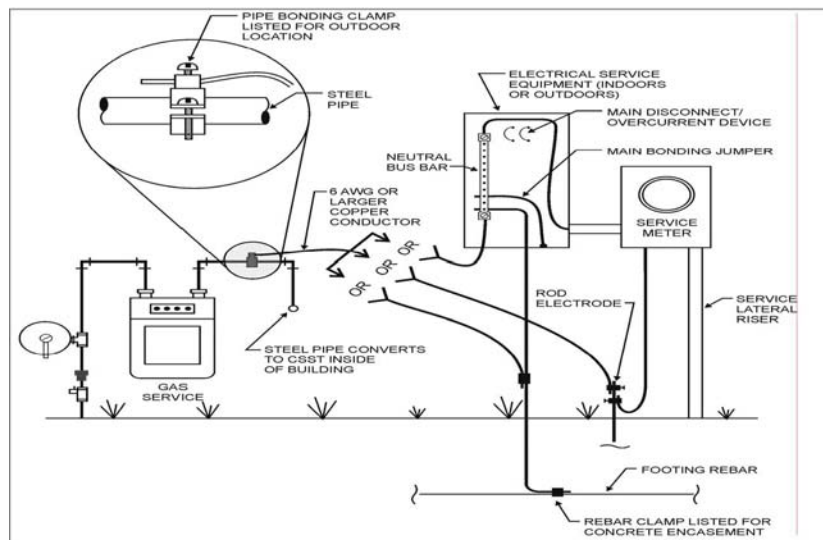 PIPE BONDING CLAMP
LISTED FOR OUTDOOR
LOCATION
STEEL
PIPE
ELECTRICAL SERVICE
EQUIPMENT (INDOORS
OR OUTDOORS)
MAIN DISCONNECT/
OVERCURRENT DEVICE
MAIN BONDING JUMPER
NEUTRAL
BUS BAR
6 AWG OR
LARGER
COPPER
CONDUCTOR
SERVICE
METER
OR
OR
OR
ROD
ELECTRODE
SERVICE
LATERAL
RISER
STEEL PIPE CONVERTS
TO CSST INSIDE
OF BUILDING
GAS
SERVICE
FOOTING REBAR
REBAR CLAMP LISTED FOR
CONCRETE ENCASEMENT